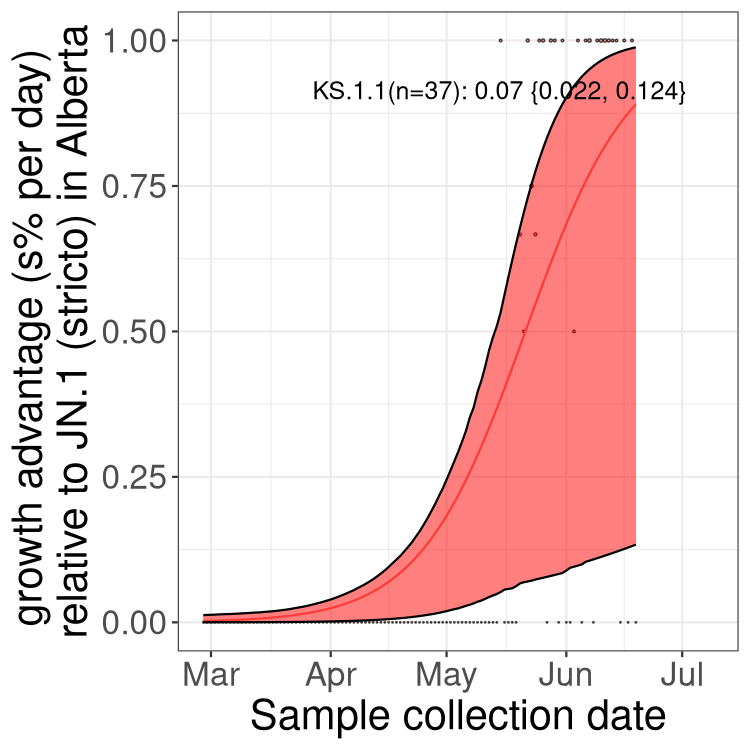 growth advantage (s% per day)
relative to JN.1 (stricto) in Alberta
1.00
0.75
0.50
0.25
0.00
KS.1.1(n=37): 0.07 {0.022, 0.124}
Mar Apr May Jun Jul
Sample collection date